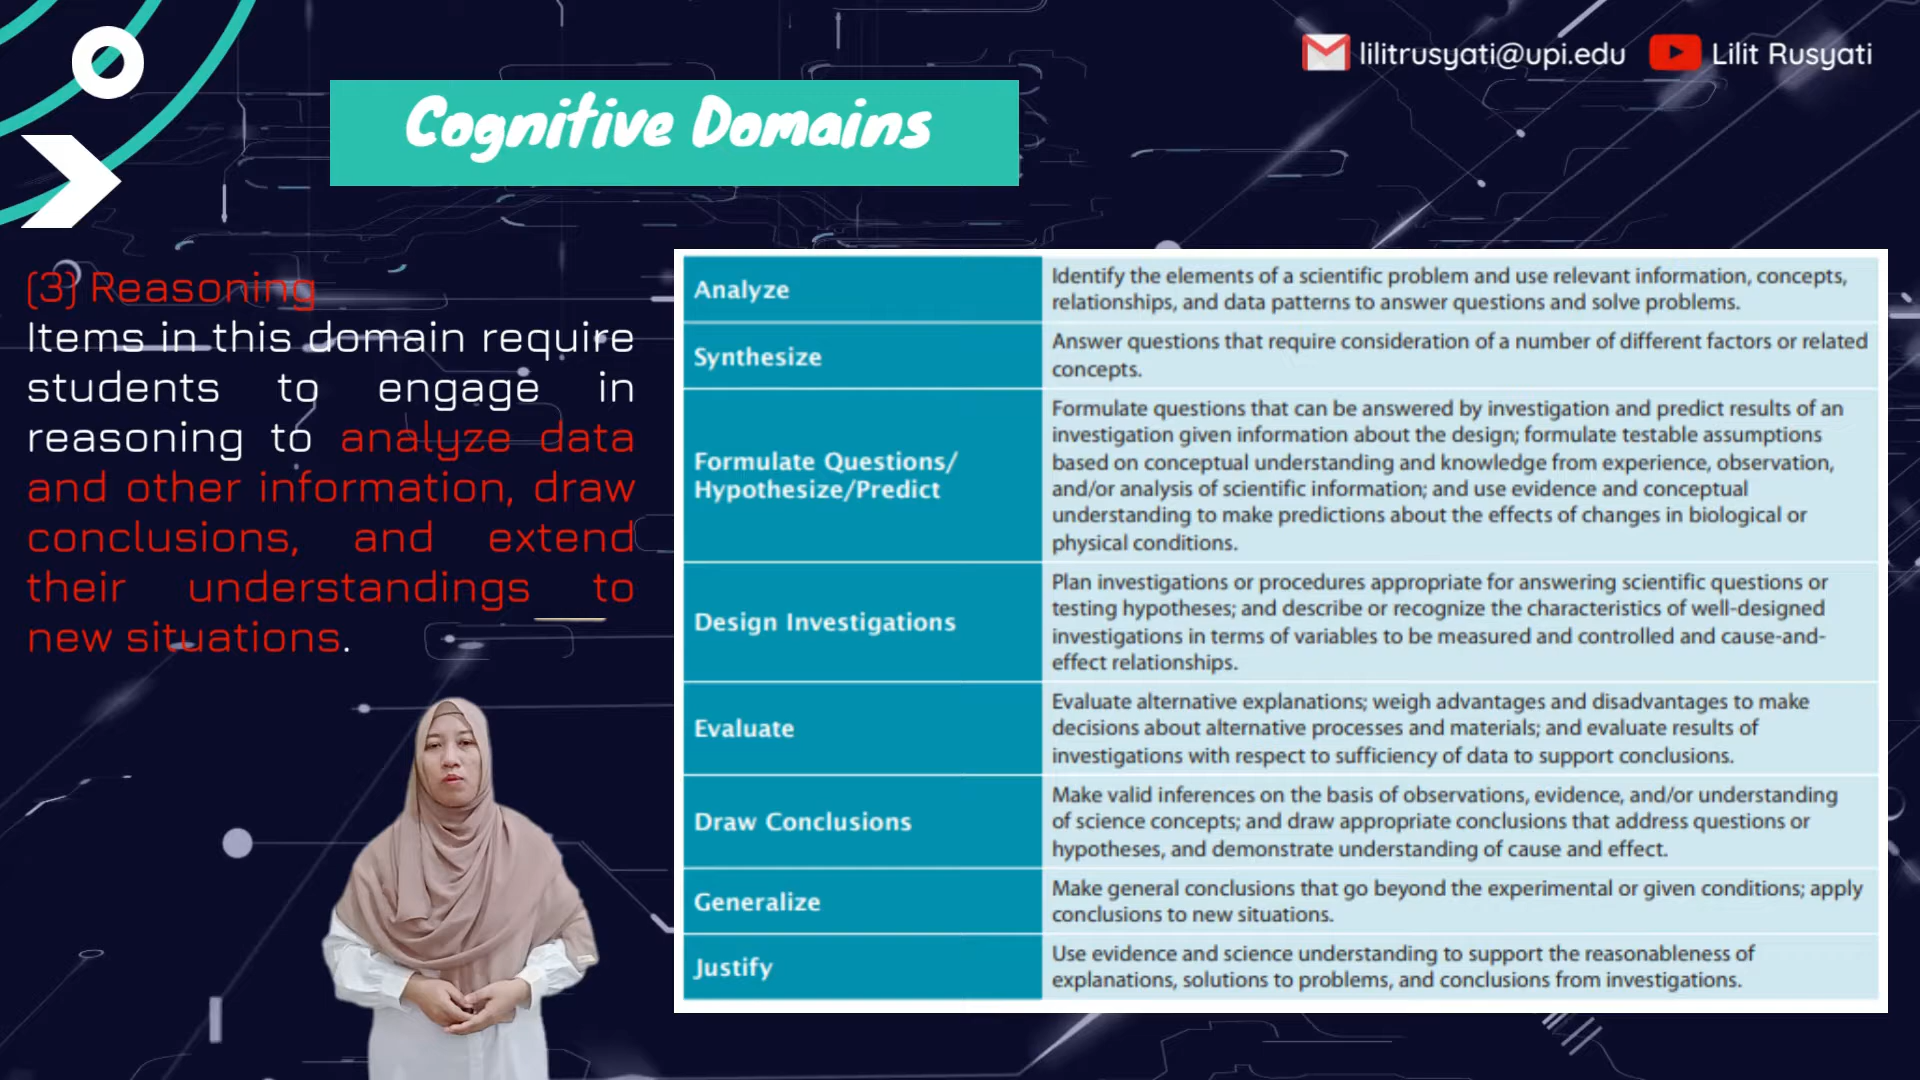 lilitrusyati@upi.edu
Lilit Rusyati
Cognitive Domains
(3) Reasoning
Items in this domain require
students to engage in
reasoning to analyze data
and other information, draw
conclusions, and extend
their understandings to
new situations.
Analyze
Identify the elements of a scientific problem and use relevant information, concepts,
relationships, and data patterns to answer questions and solve problems.
Synthesize
Answer questions that require consideration of a number of different factors or related
concepts.
Formulate Questions/
Hypothesize/Predict
Formulate questions that can be answered by investigation and predict results of an
investigation given information about the design; formulate testable assumptions
based on conceptual understanding and knowledge from experience, observation,
and/or analysis of scientific information; and use evidence and conceptual
understanding to make predictions about the effects of changes in biological or
physical conditions.
Design Investigations
Plan investigations or procedures appropriate for answering scientific questions or
testing hypotheses; and describe or recognize the characteristics of well-designed
investigations in terms of variables to be measured and controlled and cause-and-
effect relationships.
Evaluate
Evaluate alternative explanations; weigh advantages and disadvantages to make
decisions about alternative processes and materials; and evaluate results of
investigations with respect to sufficiency of data to support conclusions.
Draw Conclusions
Make valid inferences on the basis of observations, evidence, and/or understanding
of science concepts; and draw appropriate conclusions that address questions or
hypotheses, and demonstrate understanding of cause and effect.
Generalize
Make general conclusions that go beyond the experimental or given conditions; apply
conclusions to new situations.
Justify
Use evidence and science understanding to support the reasonableness of
explanations, solutions to problems, and conclusions from investigations.